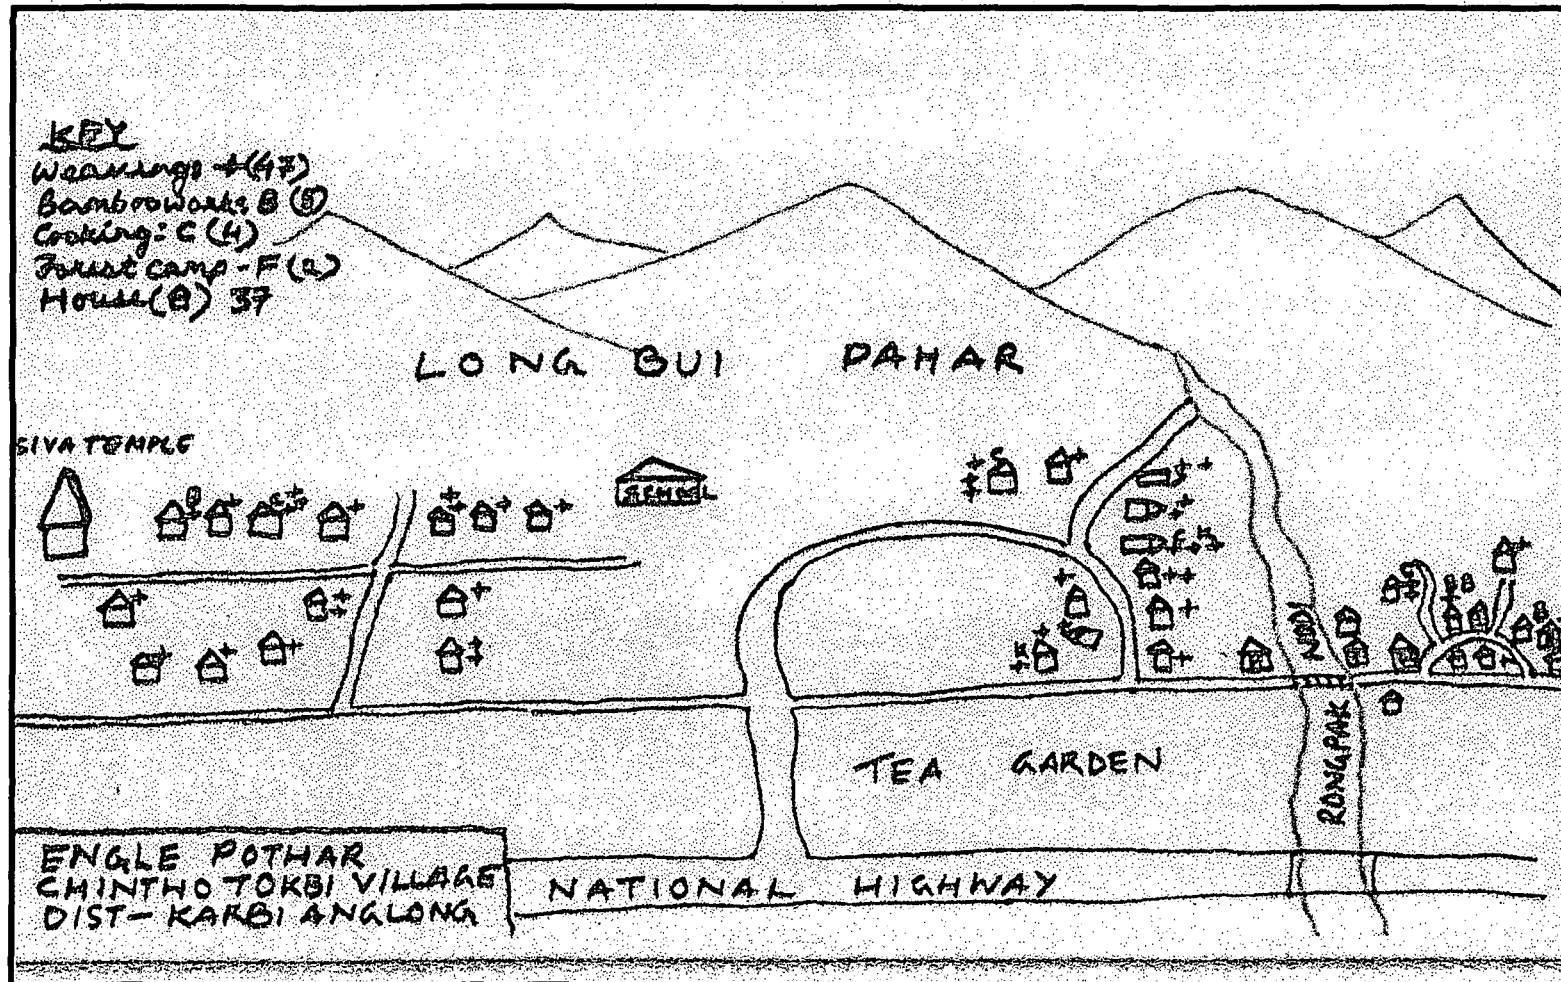 KEY
Weavings + (47)
Bambooworks B (8)
Cooking: C (4)
Forest camp - F (2)
House (⌂) 37
LONG BUI PAHAR
SIVA TEMPLE
SCHOOL
NODI
RONGPAK
TEA GARDEN
ENGLE POTHAR
CHINTHO TOKBI VILLAGE
DIST - KARBI ANGLONG
NATIONAL HIGHWAY